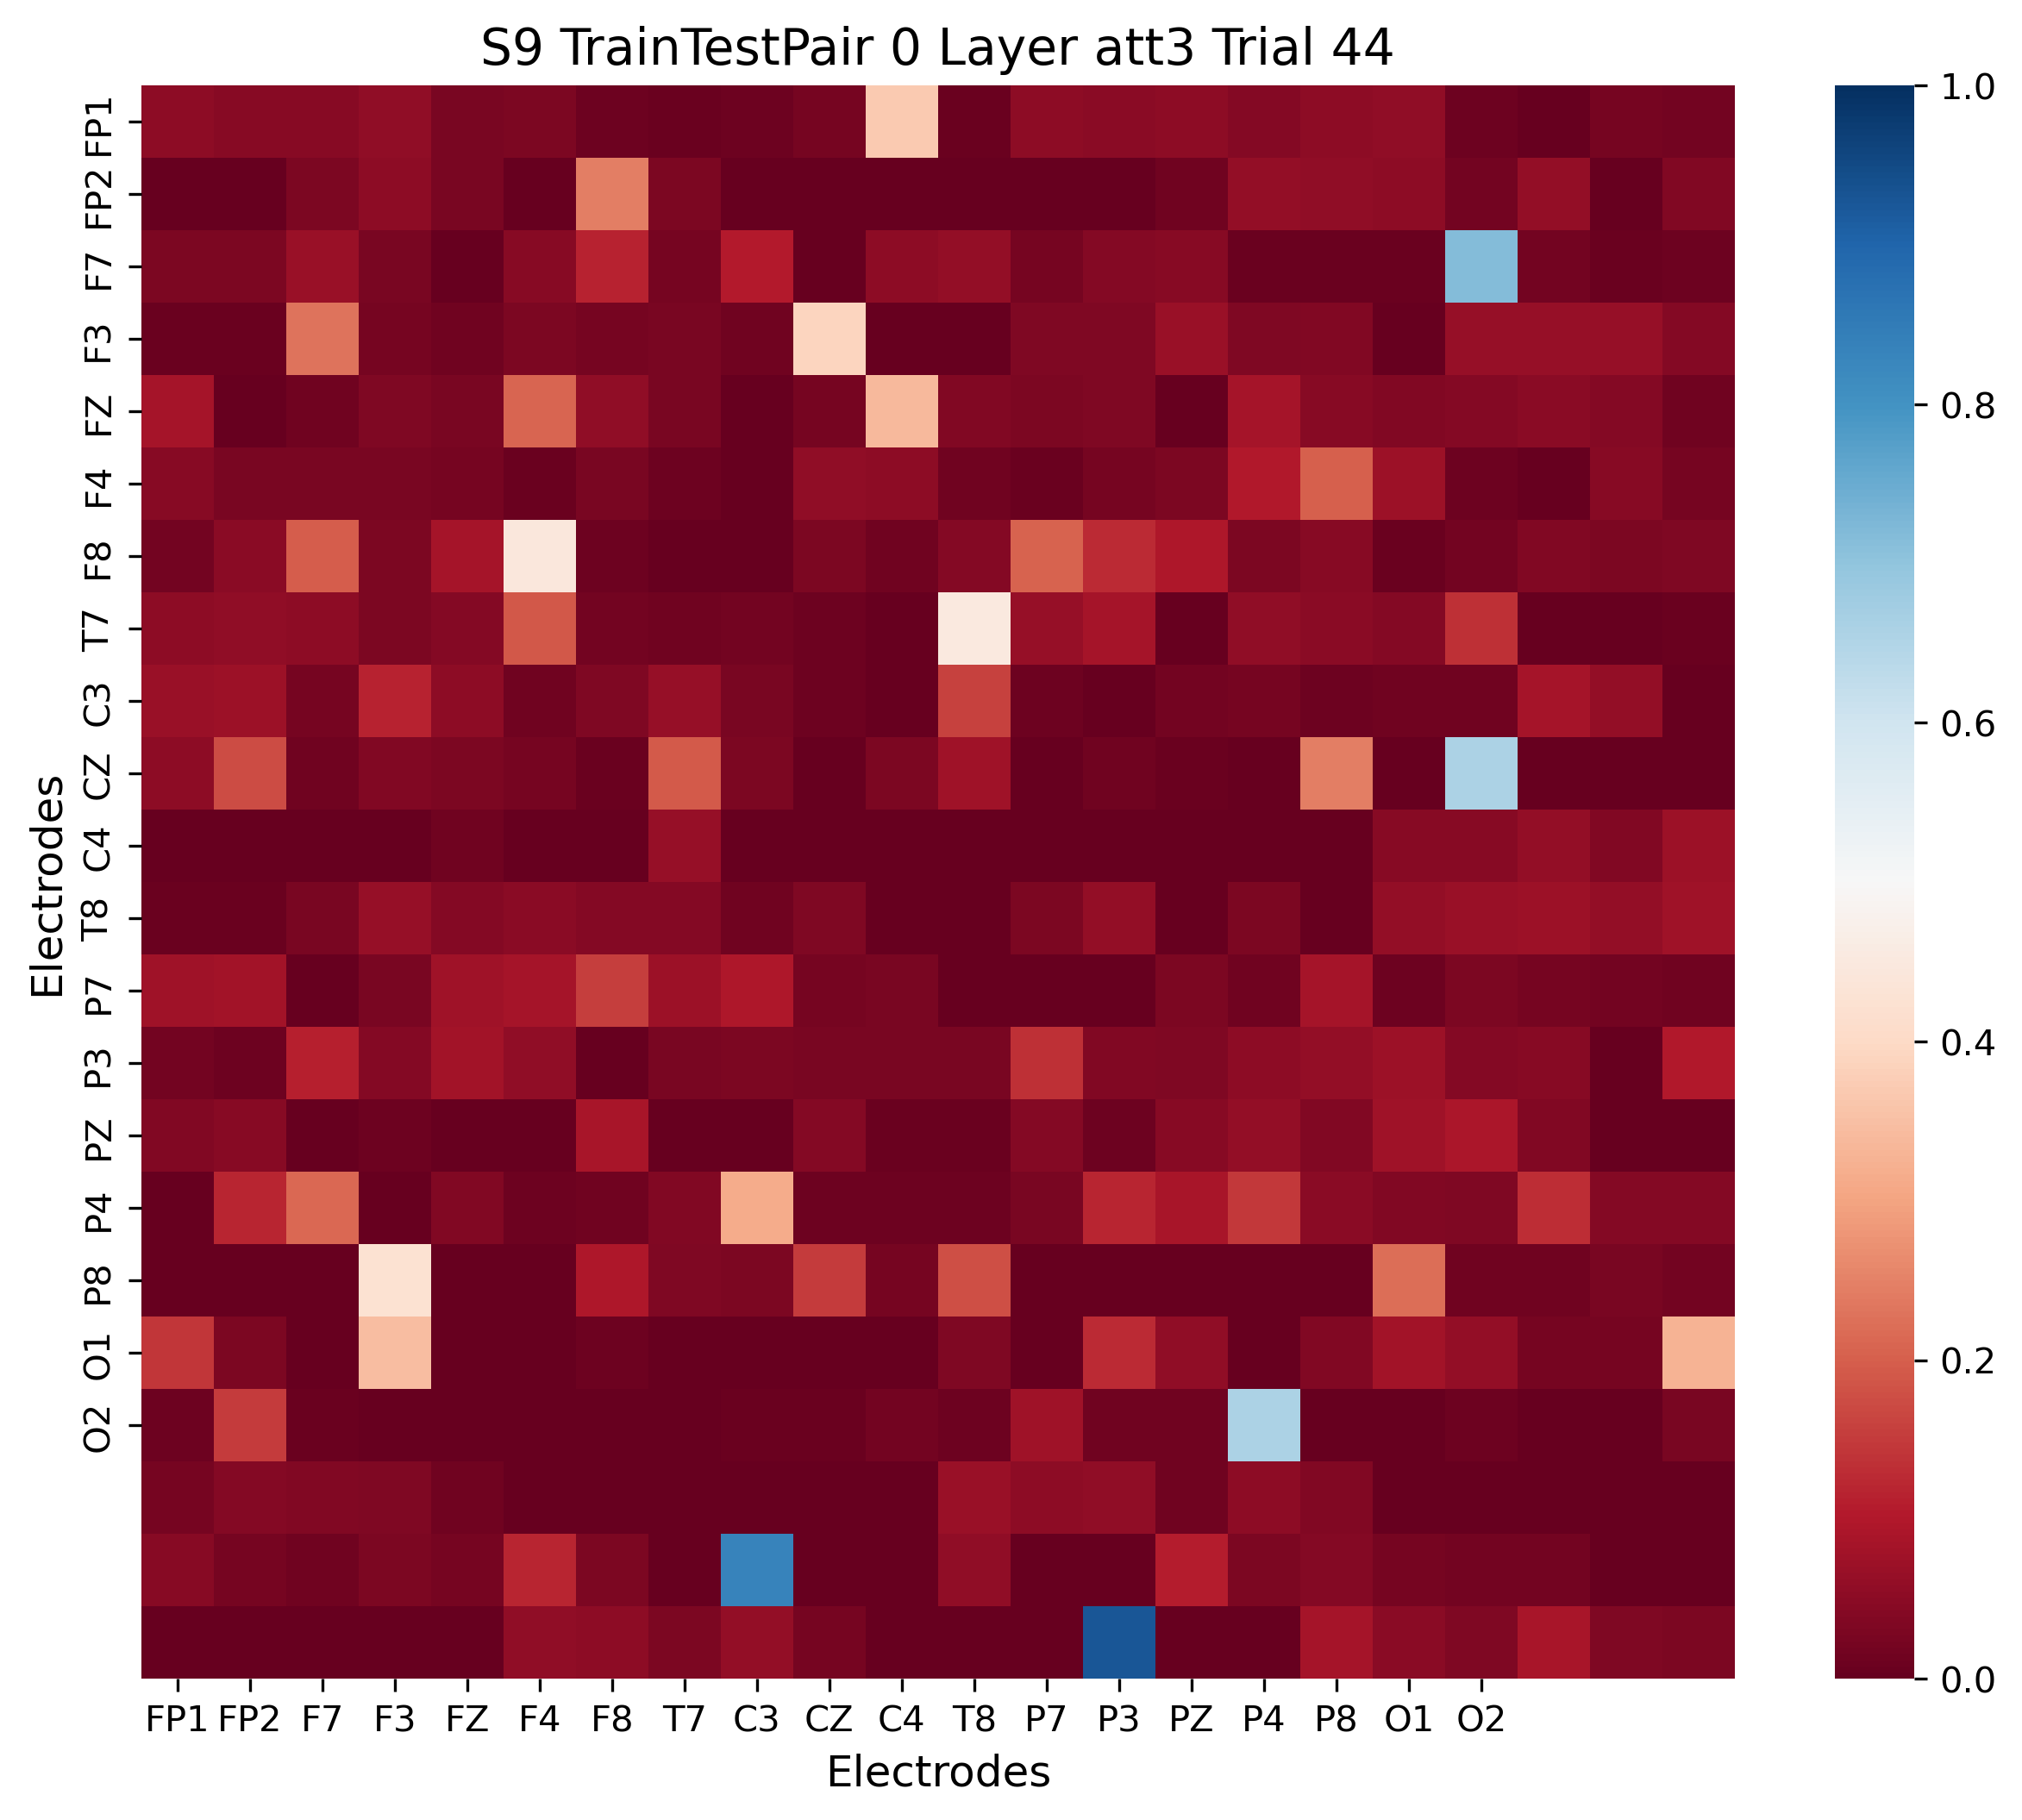 S9 TrainTestPair 0 Layer att3 Trial 44
Electrodes
FP1
FP2
F7
F3
FZ
F4
F8
T7
C3
CZ
C4
T8
P7
P3
PZ
P4
P8
O1
O2
FP1 FP2 F7 F3 FZ F4 F8 T7 C3 CZ C4 T8 P7 P3 PZ P4 P8 O1 O2
Electrodes
1.0
0.8
0.6
0.4
0.2
0.0